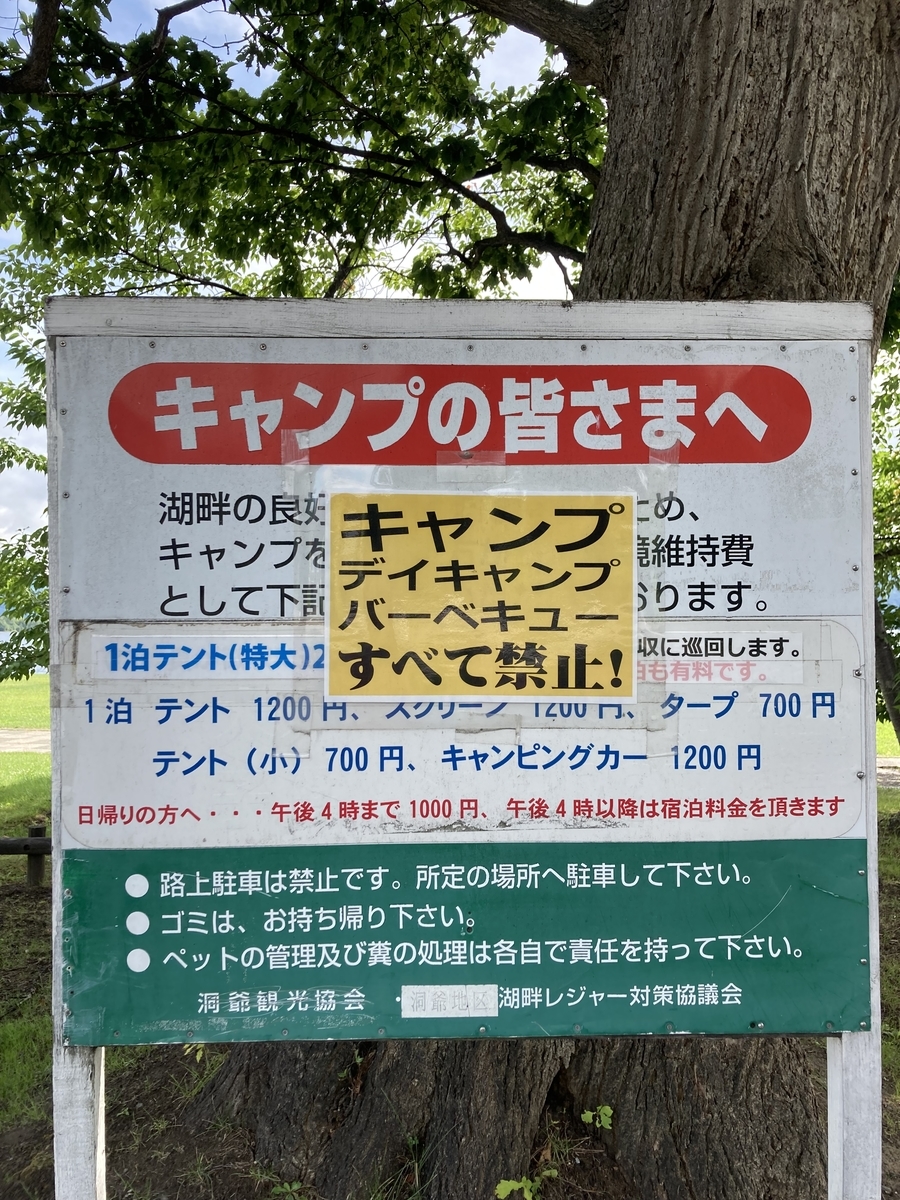 キャンプの皆さまへ
湖畔の良好 とめ、
キャンプを 境維持費
として下記 おります。
キャンプ
デイキャンプ
バーベキュー
すべて禁止!
1泊テント(特大)2 収に巡回します。
泊も有料です。
1泊 テント 1200円、 スクリーン 1200円、 タープ 700円
テント(小) 700円、キャンピングカー 1200円
日帰りの方へ・・・午後4時まで1000円、午後4時以降は宿泊料金を頂きます
● 路上駐車は禁止です。所定の場所へ駐車して下さい。
● ゴミは、お持ち帰り下さい。
● ペットの管理及び糞の処理は各自で責任を持って下さい。
洞爺観光協会 ・洞爺地区湖畔レジャー対策協議会